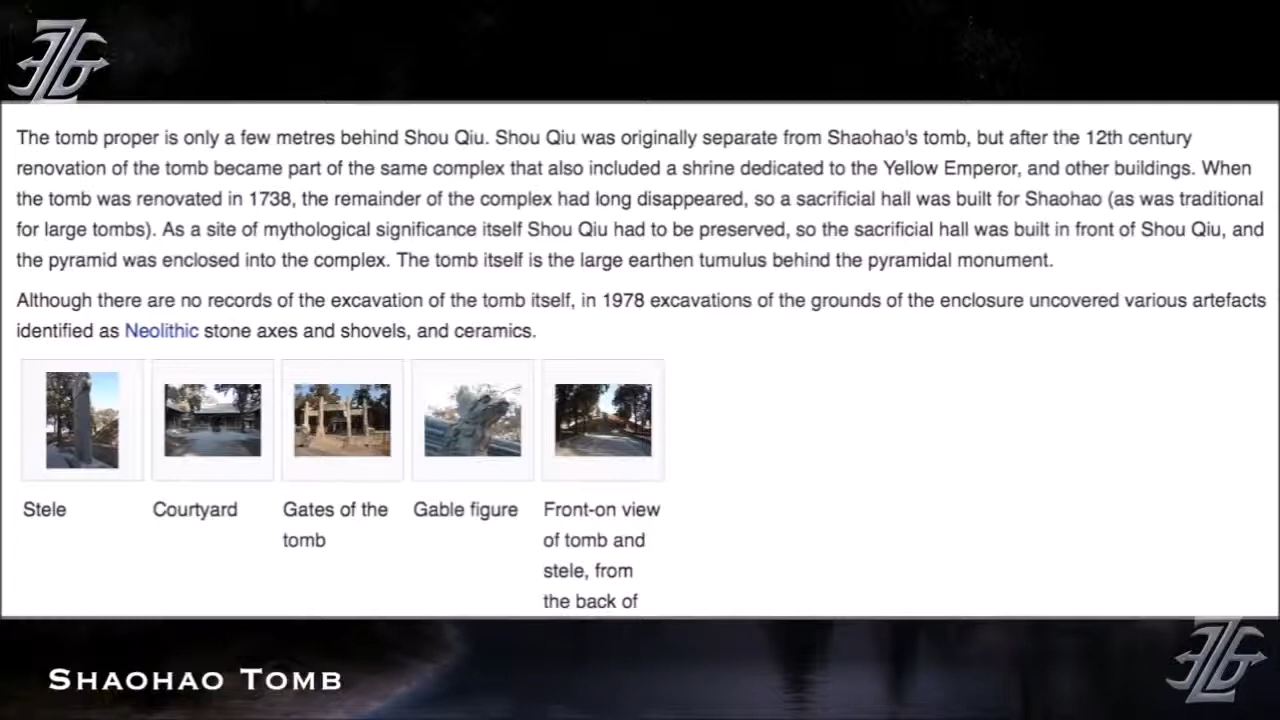 The tomb proper is only a few metres behind Shou Qiu. Shou Qiu was originally separate from Shaohao's tomb, but after the 12th century
renovation of the tomb became part of the same complex that also included a shrine dedicated to the Yellow Emperor, and other buildings. When
the tomb was renovated in 1738, the remainder of the complex had long disappeared, so a sacrificial hall was built for Shaohao (as was traditional
for large tombs). As a site of mythological significance itself Shou Qiu had to be preserved, so the sacrificial hall was built in front of Shou Qiu, and
the pyramid was enclosed into the complex. The tomb itself is the large earthen tumulus behind the pyramidal monument.
Although there are no records of the excavation of the tomb itself, in 1978 excavations of the grounds of the enclosure uncovered various artefacts
identified as Neolithic stone axes and shovels, and ceramics.
Stele
Courtyard
Gates of the
tomb
Gable figure
Front-on view
of tomb and
stele, from
the back of
Shaohao Tomb